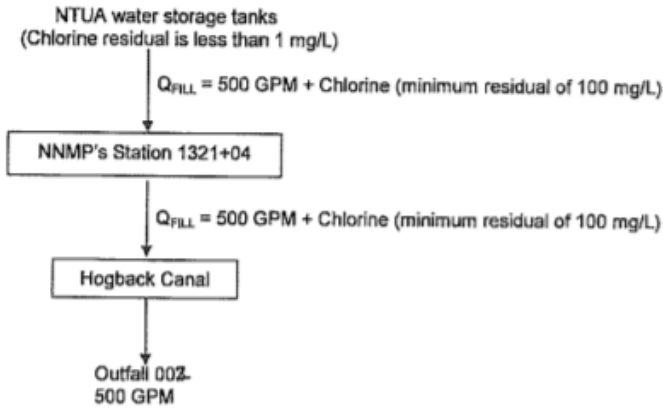 NTUA water storage tanks
(Chlorine residual is less than 1 mg/L)
QFILL = 500 GPM + Chlorine (minimum residual of 100 mg/L)
NNMP's Station 1321+04
QFILL = 500 GPM + Chlorine (minimum residual of 100 mg/L)
Hogback Canal
Outfall
500 GPM